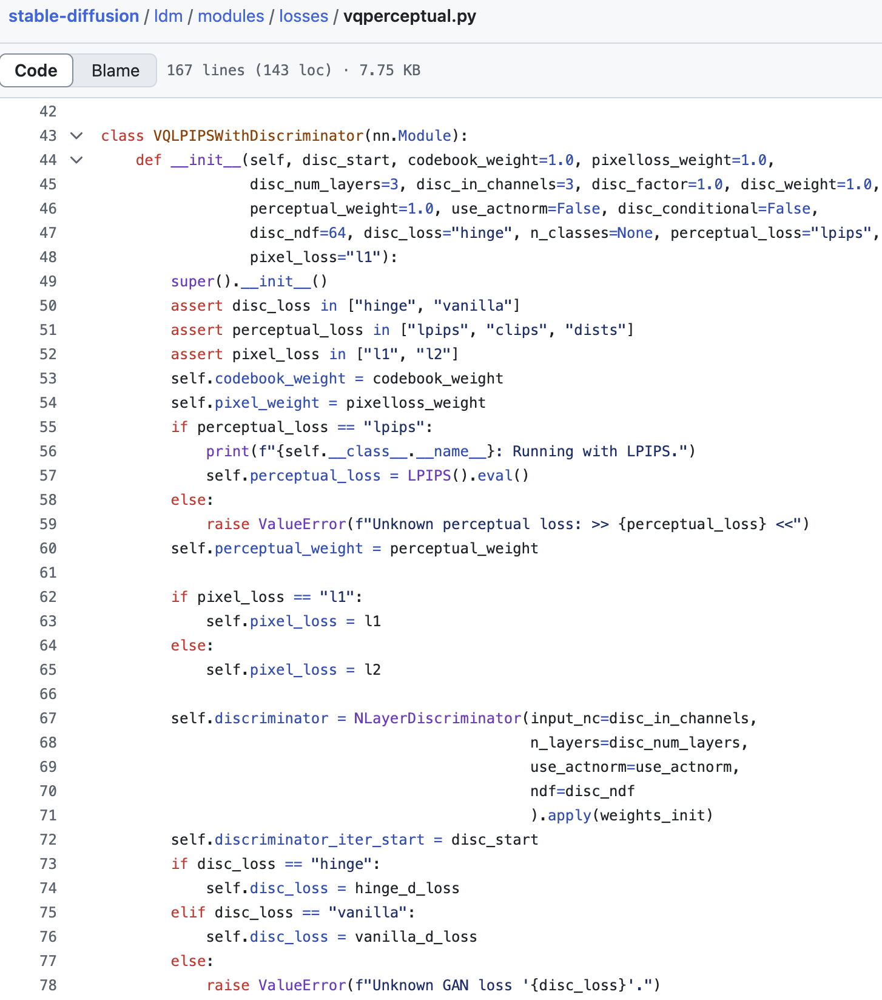 stable-diffusion / ldm / modules / losses / vqperceptual.py
Code Blame 167 lines (143 loc) · 7.75 KB
42
43 class VQLPIPSWithDiscriminator(nn.Module):
44     def __init__(self, disc_start, codebook_weight=1.0, pixelloss_weight=1.0,
45                  disc_num_layers=3, disc_in_channels=3, disc_factor=1.0, disc_weight=1.0,
46                  perceptual_weight=1.0, use_actnorm=False, disc_conditional=False,
47                  disc_ndf=64, disc_loss="hinge", n_classes=None, perceptual_loss="lpips",
48                  pixel_loss="l1"):
49         super().__init__()
50         assert disc_loss in ["hinge", "vanilla"]
51         assert perceptual_loss in ["lpips", "clips", "dists"]
52         assert pixel_loss in ["l1", "l2"]
53         self.codebook_weight = codebook_weight
54         self.pixel_weight = pixelloss_weight
55         if perceptual_loss == "lpips":
56             print(f"{self.__class__.__name__}: Running with LPIPS.")
57             self.perceptual_loss = LPIPS().eval()
58         else:
59             raise ValueError(f"Unknown perceptual loss: >> {perceptual_loss} <<")
60         self.perceptual_weight = perceptual_weight
61
62         if pixel_loss == "l1":
63             self.pixel_loss = l1
64         else:
65             self.pixel_loss = l2
66
67         self.discriminator = NLayerDiscriminator(input_nc=disc_in_channels,
68                                                  n_layers=disc_num_layers,
69                                                  use_actnorm=use_actnorm,
70                                                  ndf=disc_ndf
71                                                  ).apply(weights_init)
72         self.discriminator_iter_start = disc_start
73         if disc_loss == "hinge":
74             self.disc_loss = hinge_d_loss
75         elif disc_loss == "vanilla":
76             self.disc_loss = vanilla_d_loss
77         else:
78             raise ValueError(f"Unknown GAN loss '{disc_loss}'.")